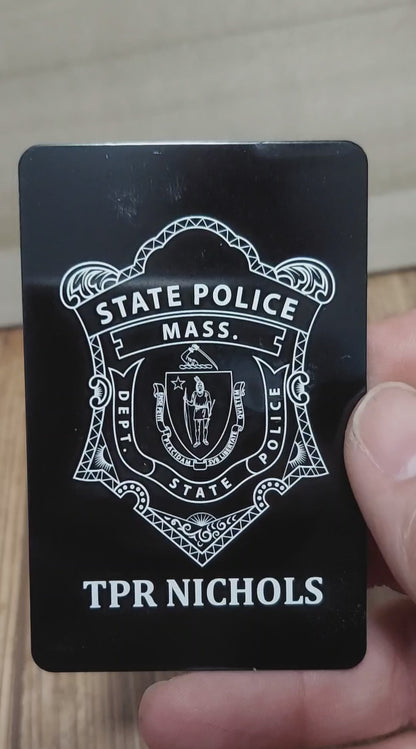 STATE POLICE
MASS.
DEPT.
STATE
POLICE
TPR NICHOLS